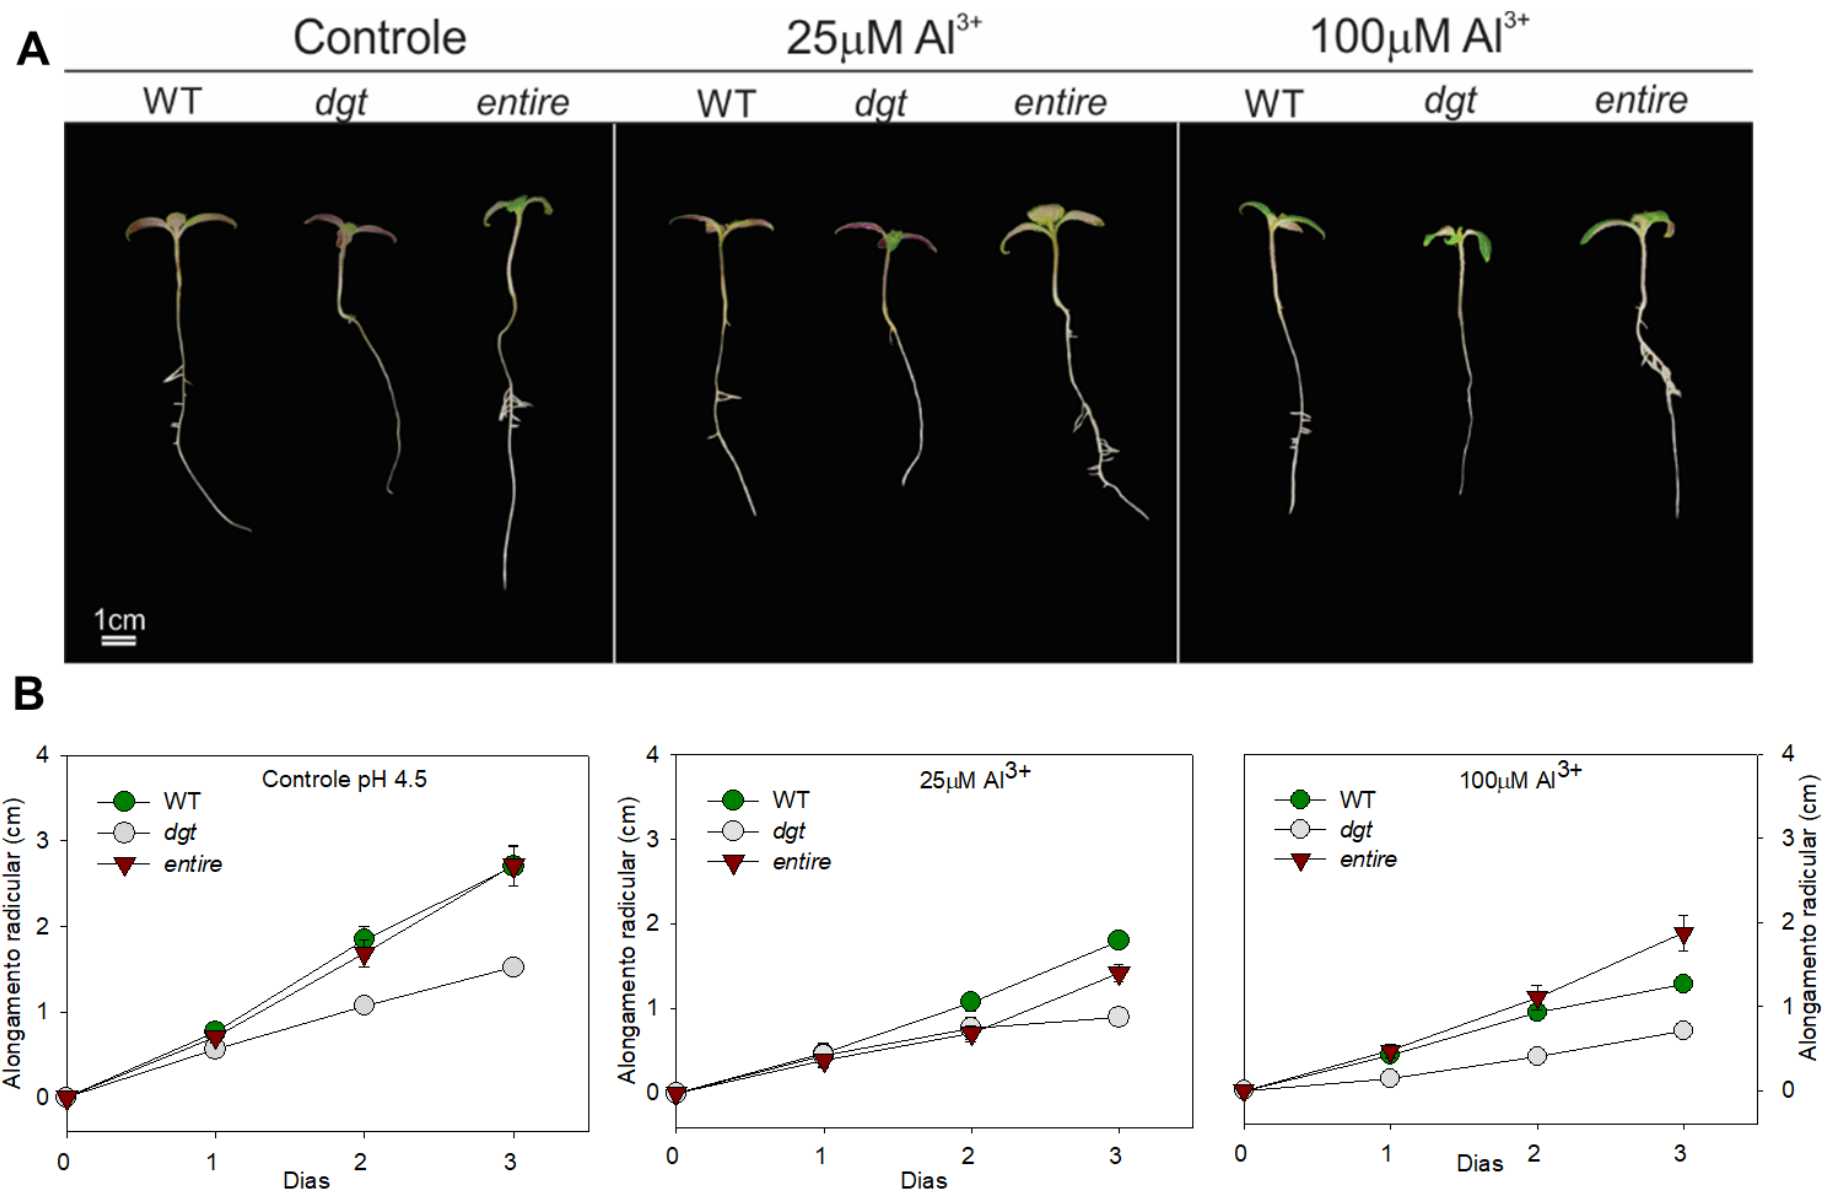 A
Controle 25μM Al³⁺ 100μM Al³⁺
WT dgt entire WT dgt entire WT dgt entire
1cm
B
Controle pH 4.5
WT
dgt
entire
Alongamento radicular (cm)
4
3
2
1
0
0 1 2 3
Dias
25μM Al³⁺
WT
dgt
entire
Alongamento radicular (cm)
4
3
2
1
0
0 1 2 3
Dias
100μM Al³⁺
WT
dgt
entire
Alongamento radicular (cm)
4
3
2
1
0
0 1 2 3
Dias